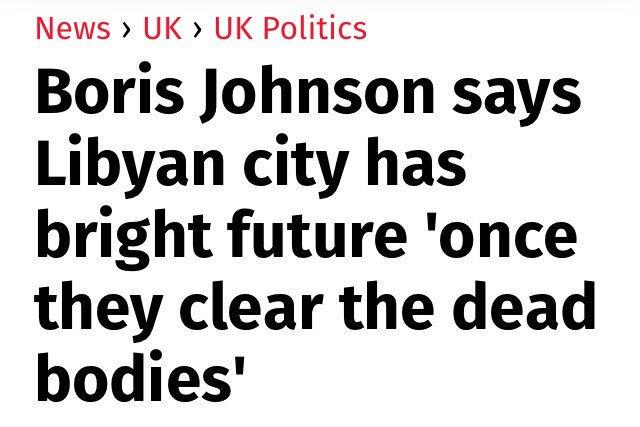 News › UK › UK Politics
Boris Johnson says
Libyan city has
bright future 'once
they clear the dead
bodies'